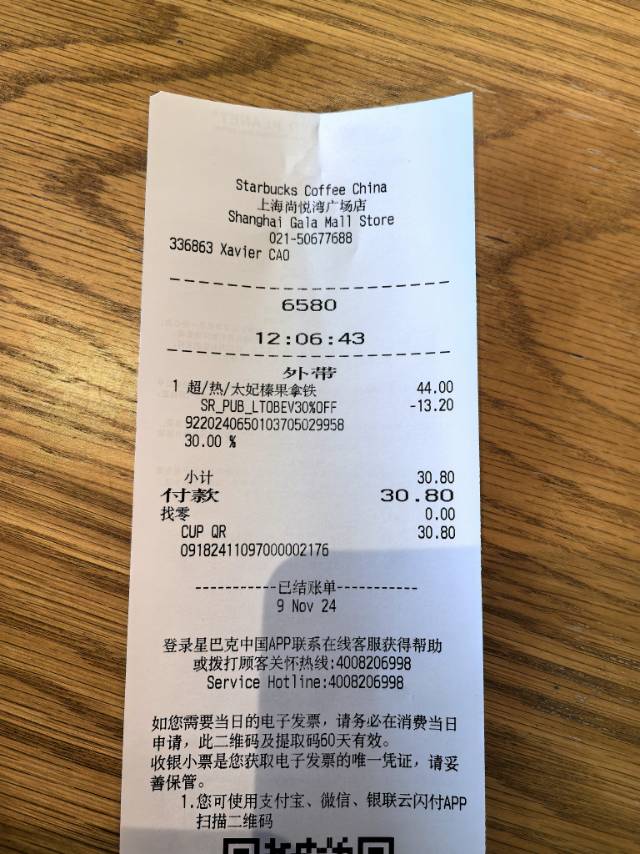 Starbucks Coffee China
上海尚悦湾广场店
Shanghai Gala Mall Store
021-50677688
336863 Xavier CAO
6580
12:06:43
外带
1 超/热/太妃榛果拿铁 44.00
SR_PUB_LTOBEV30%OFF -13.20
9220240650103705029958
30.00 %
小计 30.80
付款 30.80
找零 0.00
CUP QR 30.80
09182411097000002176
-----------已结账单-----------
9 Nov 24
登录星巴克中国APP联系在线客服获得帮助
或拨打顾客关怀热线:4008206998
Service Hotline:4008206998
如您需要当日的电子发票，请务必在消费当日
申请，此二维码及提取码60天有效。
收银小票是您获取电子发票的唯一凭证，请妥
善保管。
1.您可使用支付宝、微信、银联云闪付APP
扫描二维码